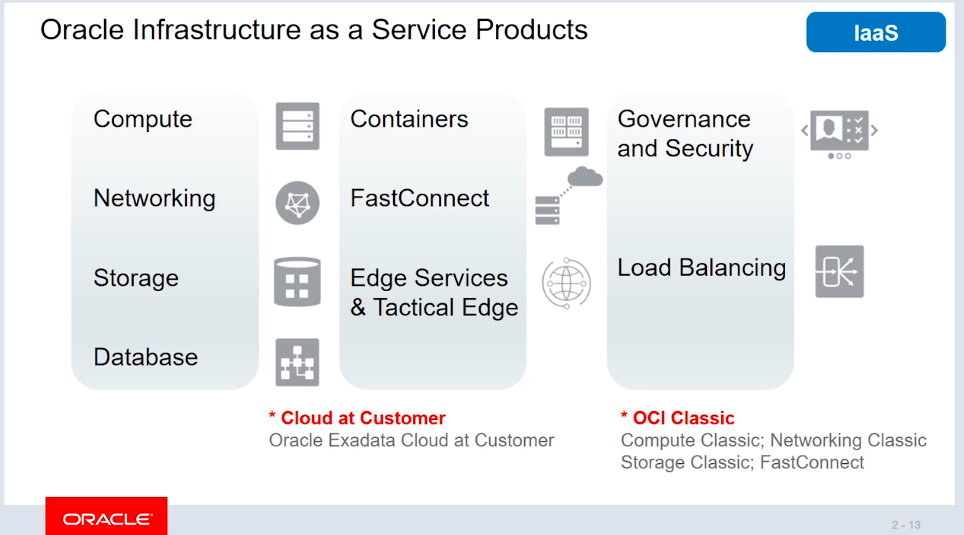 Oracle Infrastructure as a Service Products
IaaS
Compute
Networking
Storage
Database
Containers
FastConnect
Edge Services
& Tactical Edge
Governance
and Security
Load Balancing
* Cloud at Customer
Oracle Exadata Cloud at Customer
* OCI Classic
Compute Classic; Networking Classic
Storage Classic; FastConnect
ORACLE
2 - 13